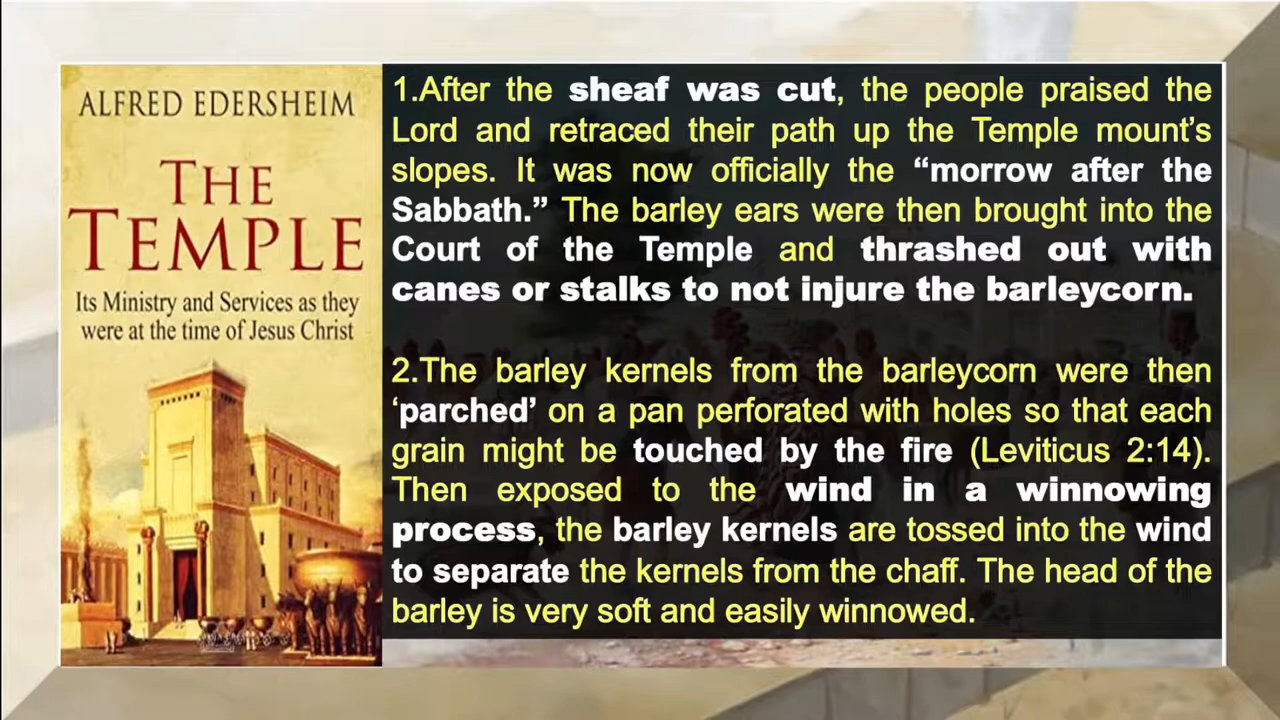 ALFRED EDERSHEIM
THE
TEMPLE
Its Ministry and Services as they
were at the time of Jesus Christ
1.After the sheaf was cut, the people praised the
Lord and retraced their path up the Temple mount’s
slopes. It was now officially the “morrow after the
Sabbath.” The barley ears were then brought into the
Court of the Temple and thrashed out with
canes or stalks to not injure the barleycorn.
2.The barley kernels from the barleycorn were then
‘parched’ on a pan perforated with holes so that each
grain might be touched by the fire (Leviticus 2:14).
Then exposed to the wind in a winnowing
process, the barley kernels are tossed into the wind
to separate the kernels from the chaff. The head of the
barley is very soft and easily winnowed.